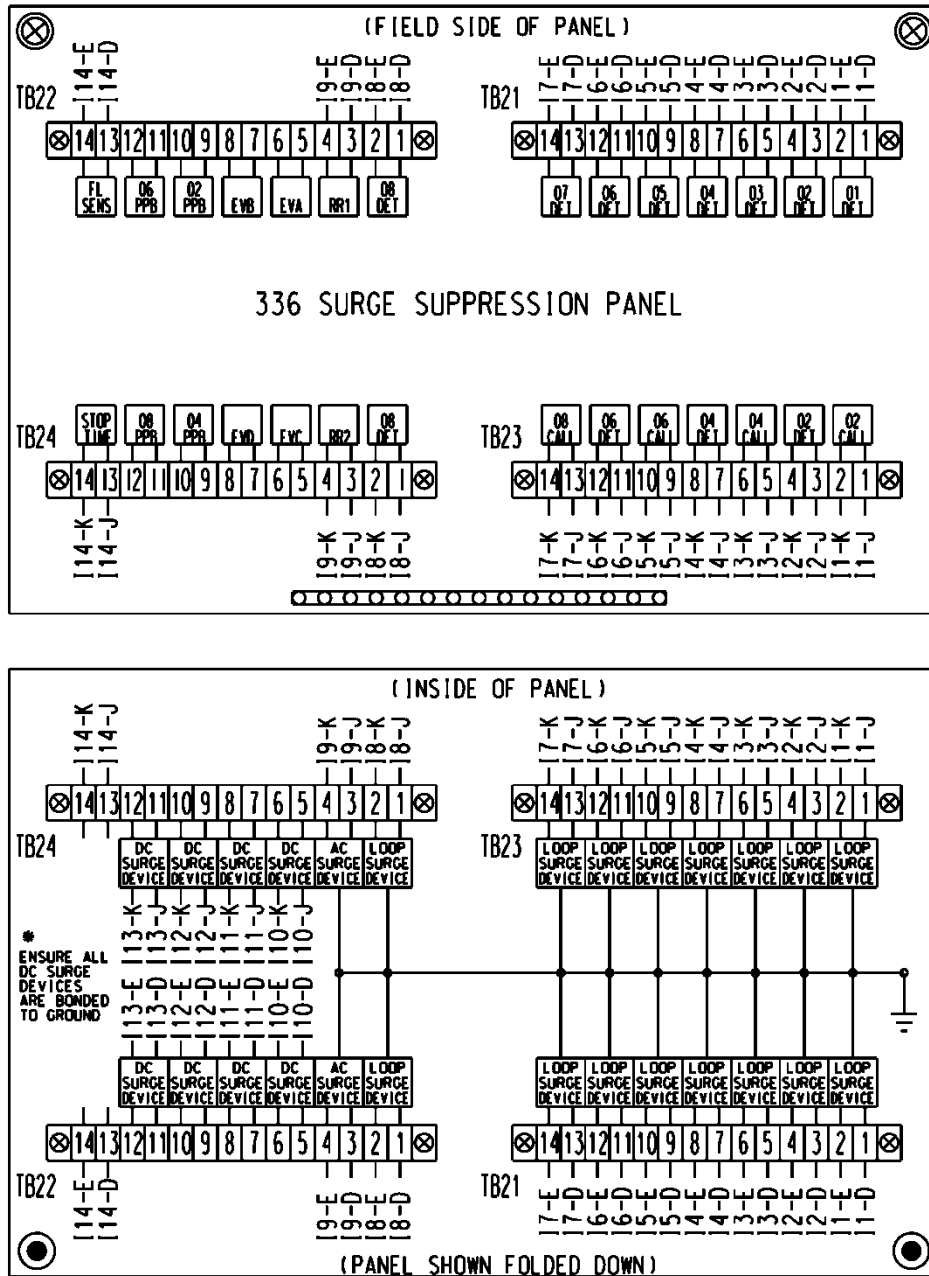 (FIELD SIDE OF PANEL)
I14-E I14-D I9-E I9-D I8-E I8-D I7-E I7-D I6-E I6-D I5-E I5-D I4-E I4-D I3-E I3-D I2-E I2-D I1-E I1-D
TB22 TB21
14 13 12 11 10 9 8 7 6 5 4 3 2 1 14 13 12 11 10 9 8 7 6 5 4 3 2 1
FL SENS 06 PPB 02 PPB EVB EVA RR1 08 DET 07 DET 06 DET 05 DET 04 DET 03 DET 02 DET 01 DET
336 SURGE SUPPRESSION PANEL
STOP TIME 08 PPB 04 PPB EVD EVC RR2 08 DET 08 CALL 06 DET 06 CALL 04 DET 04 CALL 02 DET 02 CALL
TB24 TB23
14 13 12 11 10 9 8 7 6 5 4 3 2 1 14 13 12 11 10 9 8 7 6 5 4 3 2 1
I14-K I14-J I9-K I9-J I8-K I8-J I7-K I7-J I6-K I6-J I5-K I5-J I4-K I4-J I3-K I3-J I2-K I2-J I1-K I1-J
(INSIDE OF PANEL)
I14-K I14-J I9-K I9-J I8-K I8-J I7-K I7-J I6-K I6-J I5-K I5-J I4-K I4-J I3-K I3-J I2-K I2-J I1-K I1-J
14 13 12 11 10 9 8 7 6 5 4 3 2 1 14 13 12 11 10 9 8 7 6 5 4 3 2 1
TB24 TB23
DC DC DC DC AC LOOP LOOP LOOP LOOP LOOP LOOP LOOP LOOP
SURGE SURGE SURGE SURGE SURGE SURGE SURGE SURGE SURGE SURGE SURGE SURGE SURGE
DEVICE DEVICE DEVICE DEVICE DEVICE DEVICE DEVICE DEVICE DEVICE DEVICE DEVICE DEVICE DEVICE
I13-K I13-J I12-K I12-J I11-K I11-J I10-K I10-J
*
ENSURE ALL
DC SURGE
DEVICES
ARE BONDED
TO GROUND
I13-E I13-D I12-E I12-D I11-E I11-D I10-E I10-D
DC DC DC DC AC LOOP LOOP LOOP LOOP LOOP LOOP LOOP LOOP
SURGE SURGE SURGE SURGE SURGE SURGE SURGE SURGE SURGE SURGE SURGE SURGE SURGE
DEVICE DEVICE DEVICE DEVICE DEVICE DEVICE DEVICE DEVICE DEVICE DEVICE DEVICE DEVICE DEVICE
14 13 12 11 10 9 8 7 6 5 4 3 2 1 14 13 12 11 10 9 8 7 6 5 4 3 2 1
TB22 TB21
I14-E I14-D I9-E I9-D I8-E I8-D I7-E I7-D I6-E I6-D I5-E I5-D I4-E I4-D I3-E I3-D I2-E I2-D I1-E I1-D
(PANEL SHOWN FOLDED DOWN)